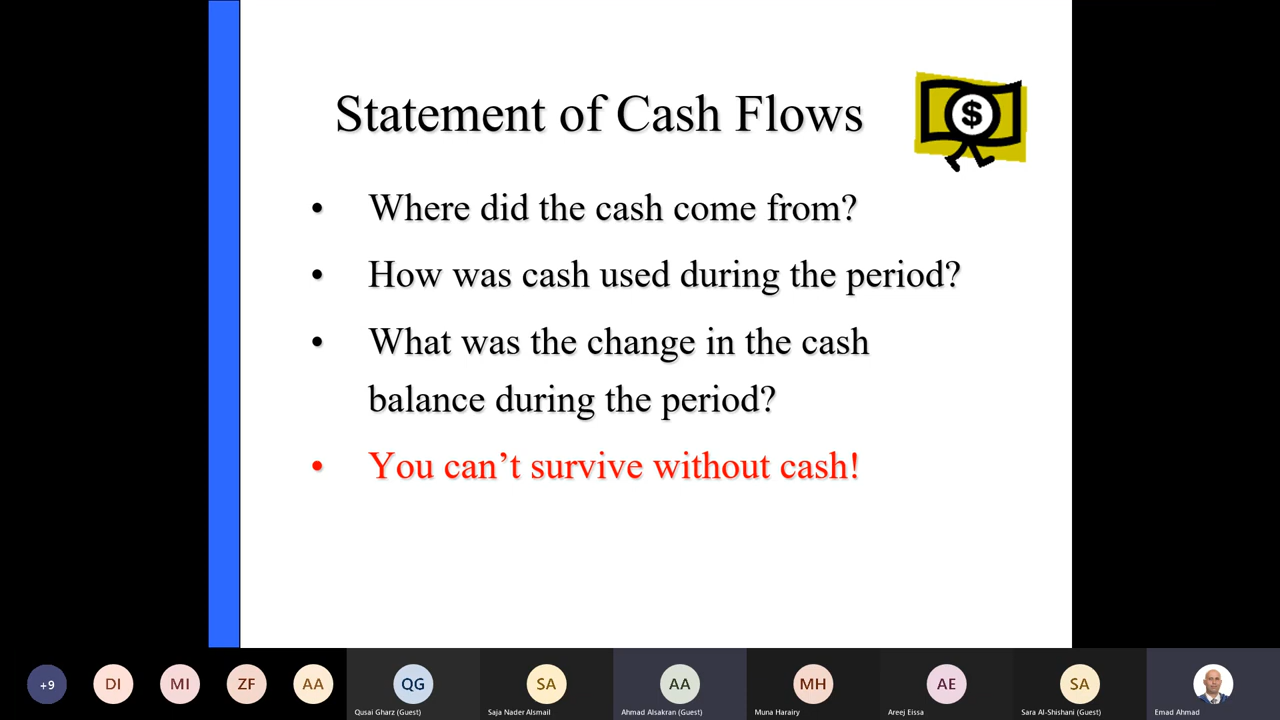 Statement of Cash Flows
$
• Where did the cash come from?
• How was cash used during the period?
• What was the change in the cash
balance during the period?
• You can’t survive without cash!
+9
DI
MI
ZF
AA
QG
SA
AA
MH
AE
SA
Qusai Gharz (Guest)
Saja Nader Alsmail
Ahmad Alsakran (Guest)
Muna Harairy
Areej Eissa
Sara Al-Shishani (Guest)
Emad Ahmad